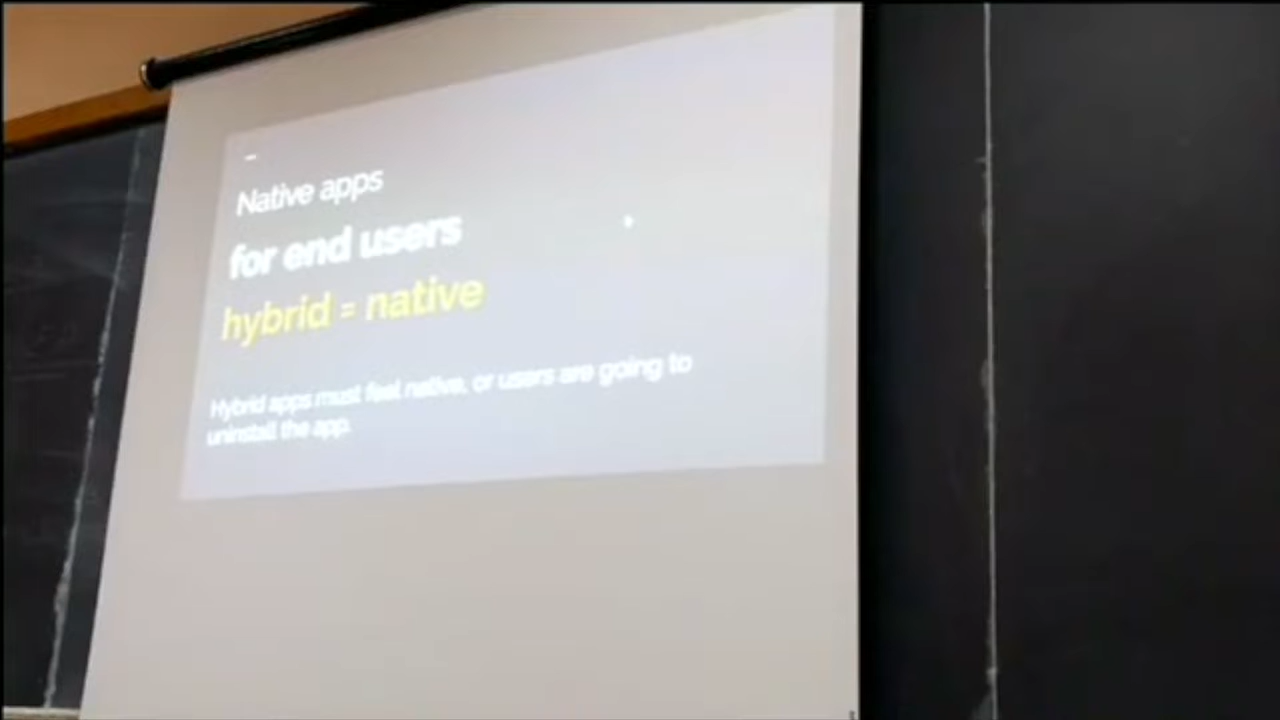 Native apps
for end users
hybrid = native
Hybrid apps must feel native, or users are going to
uninstall the app.